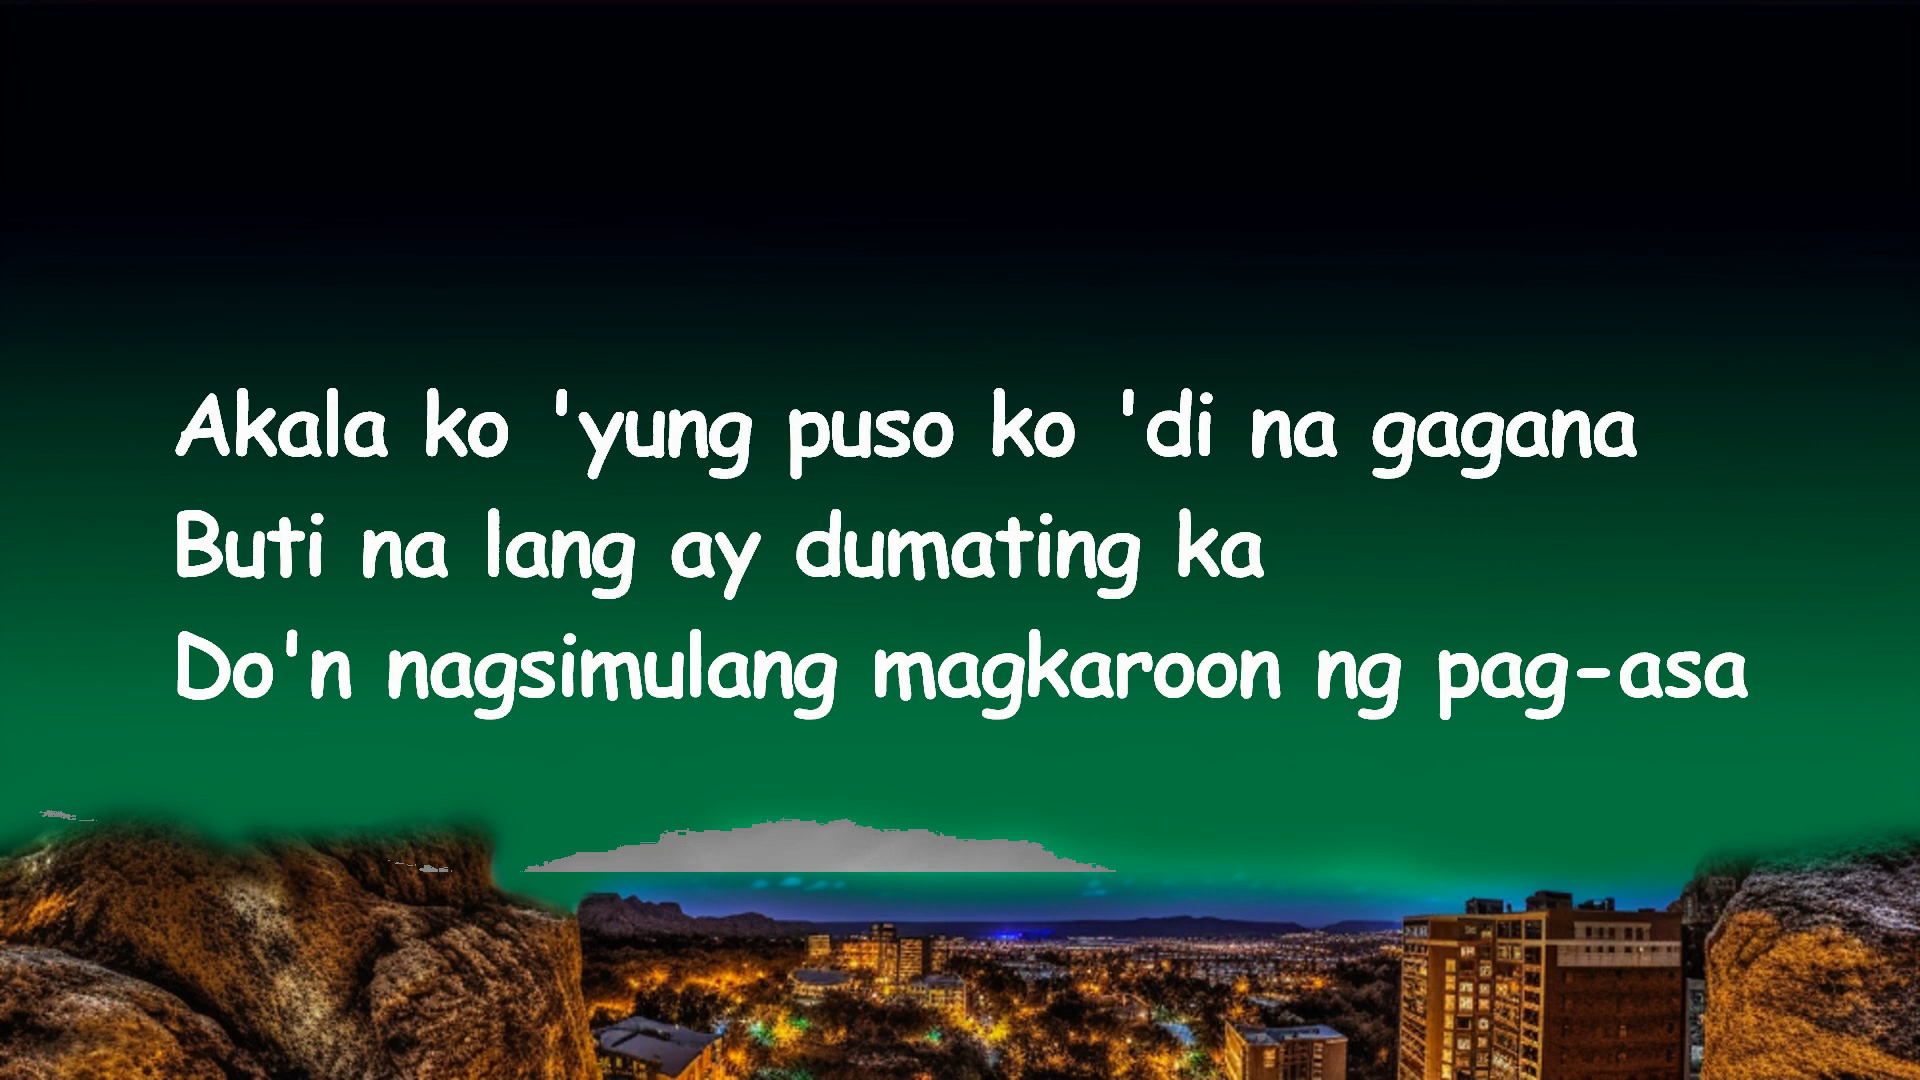 Akala ko 'yung puso ko 'di na gagana
Buti na lang ay dumating ka
Do'n nagsimulang magkaroon ng pag-asa